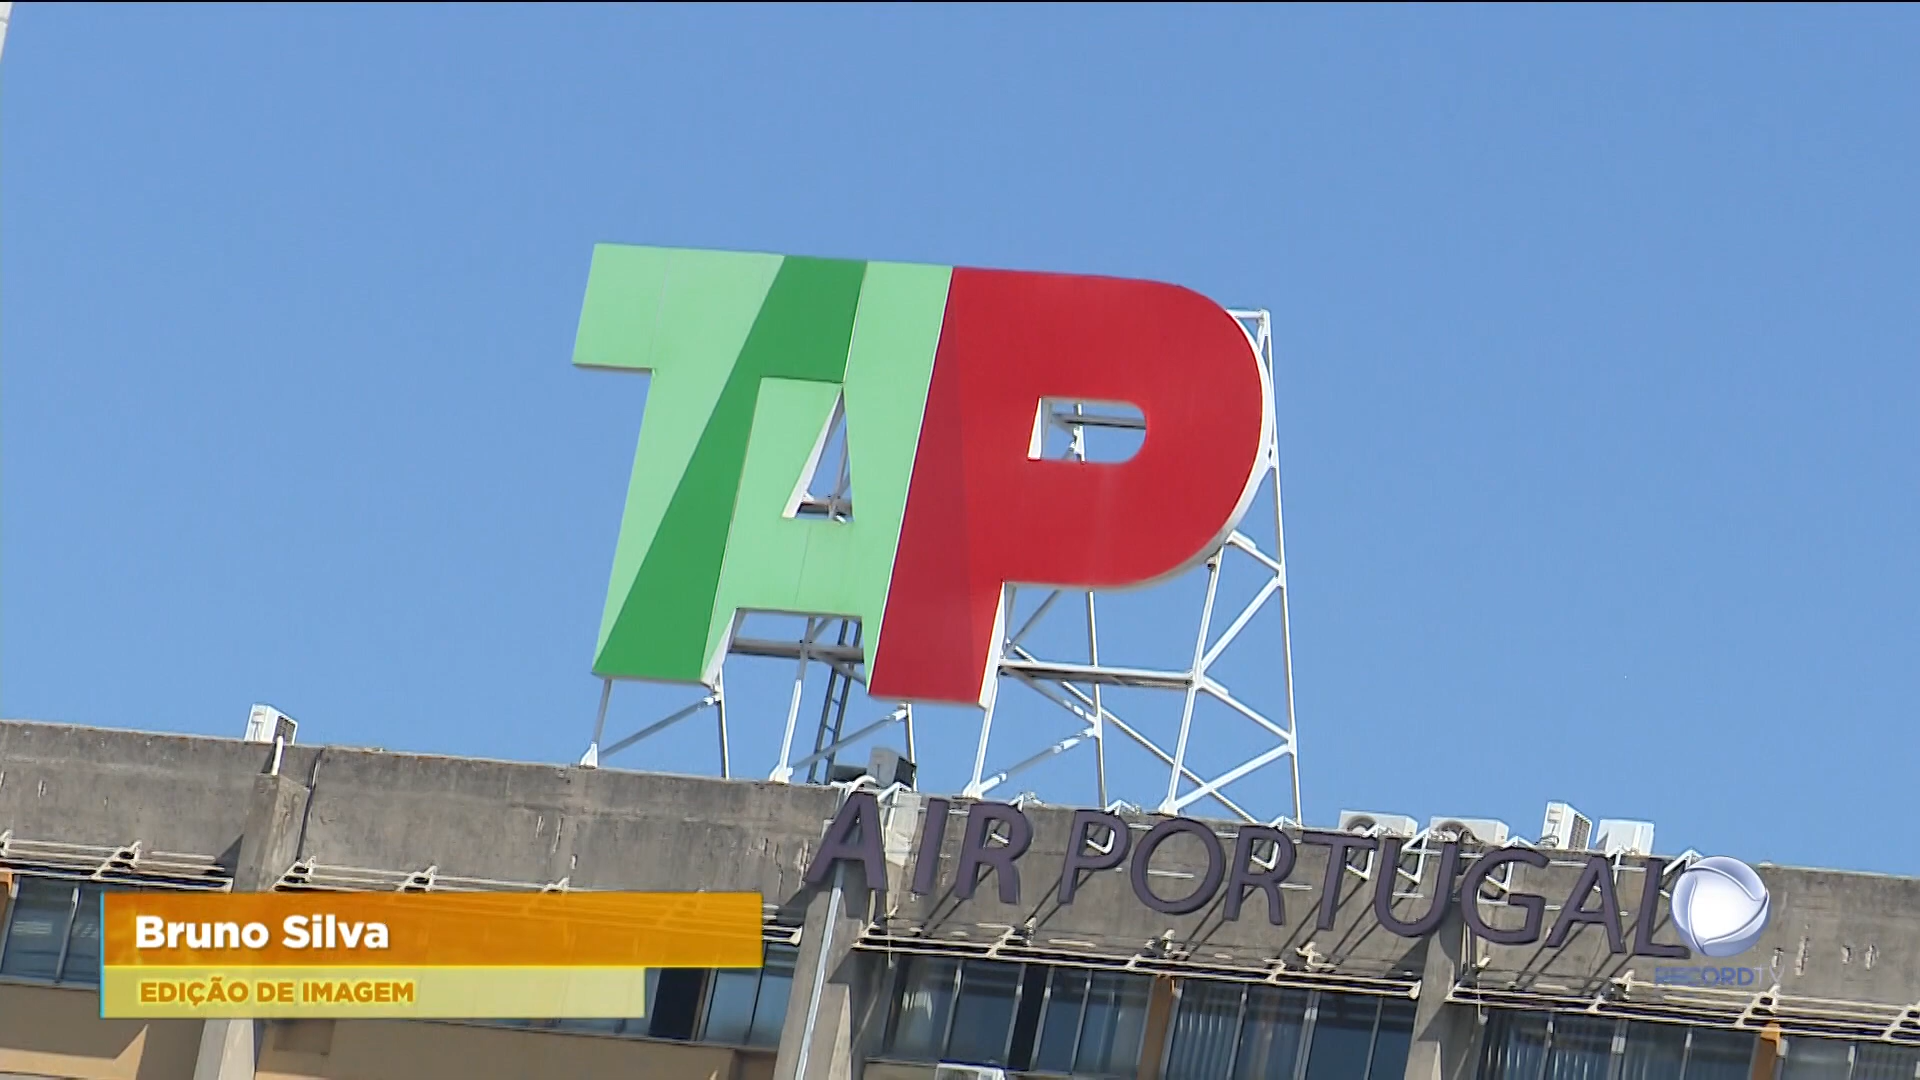 TAP
AIR PORTUGAL
Bruno Silva
EDIÇÃO DE IMAGEM
RECORD TV